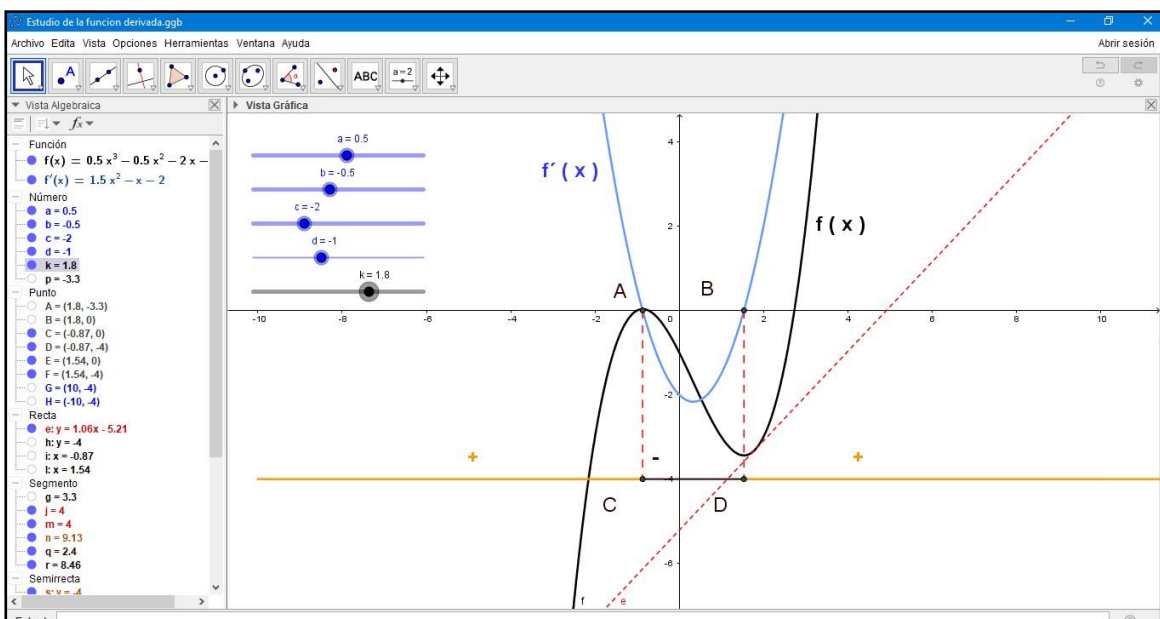 Estudio de la funcion derivada.ggb
Archivo Edita Vista Opciones Herramientas Ventana Ayuda
Abrir sesión
ABC
a=2
Vista Algebraica
Vista Gráfica
Función
f(x) = 0.5 x³ − 0.5 x² − 2 x −
f'(x) = 1.5 x² − x − 2
Número
a = 0.5
b = -0.5
c = -2
d = -1
k = 1.8
p = -3.3
Punto
A = (1.8, -3.3)
B = (1.8, 0)
C = (-0.87, 0)
D = (-0.87, -4)
E = (1.54, 0)
F = (1.54, -4)
G = (10, -4)
H = (-10, -4)
Recta
e: y = 1.06x - 5.21
h: y = -4
i: x = -0.87
l: x = 1.54
Segmento
g = 3.3
j = 4
m = 4
n = 9.13
q = 2.4
r = 8.46
Semirrecta
s: y = -4
a = 0.5
b = -0.5
c = -2
d = -1
k = 1.8
f´ ( x )
f ( x )
A
B
-10 -8 -6 -4 -2 0 2 4 6 8 10
4
2
-2
-4
-6
+
-
+
C
D
f
e